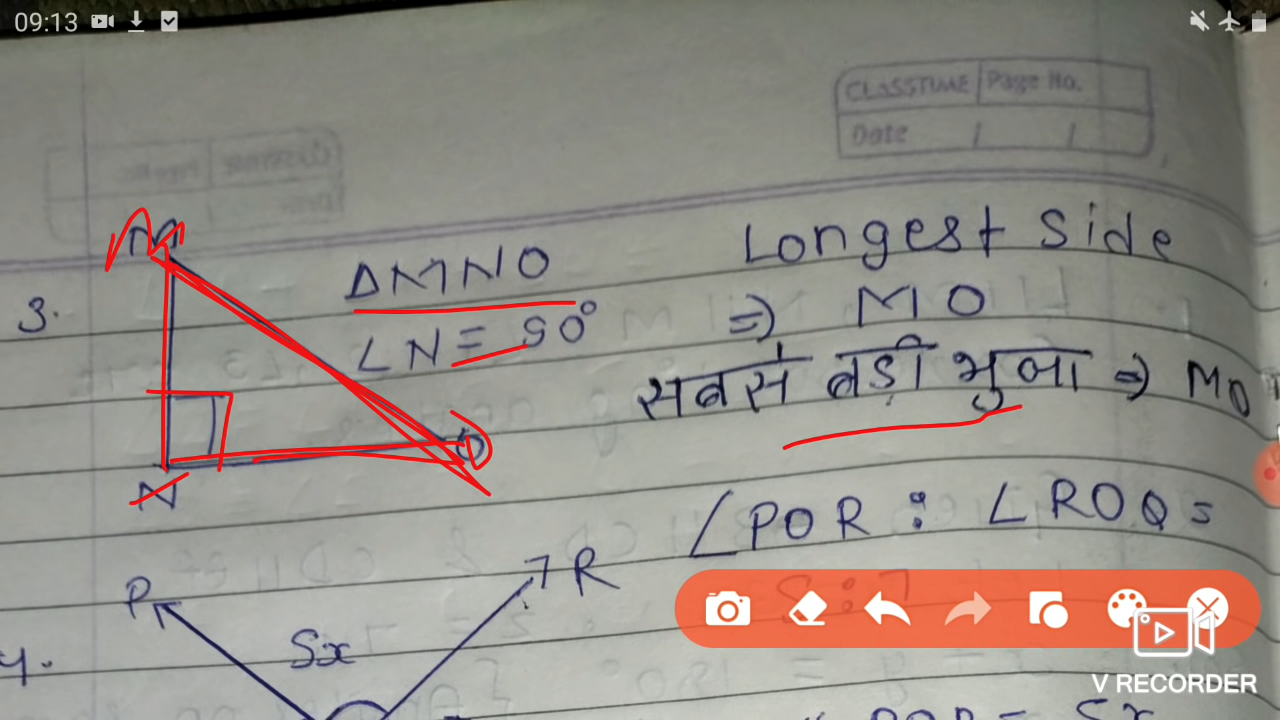 09:13
CLASSTIME Page No.
Date / /
M
3.
ΔMNO
∠N = 90°
N
O
Longest Side
⇒ MO
सबसे बड़ी भुजा ⇒ MO
∠POR : ∠ROQ =
4.
P
R
5x
V RECORDER